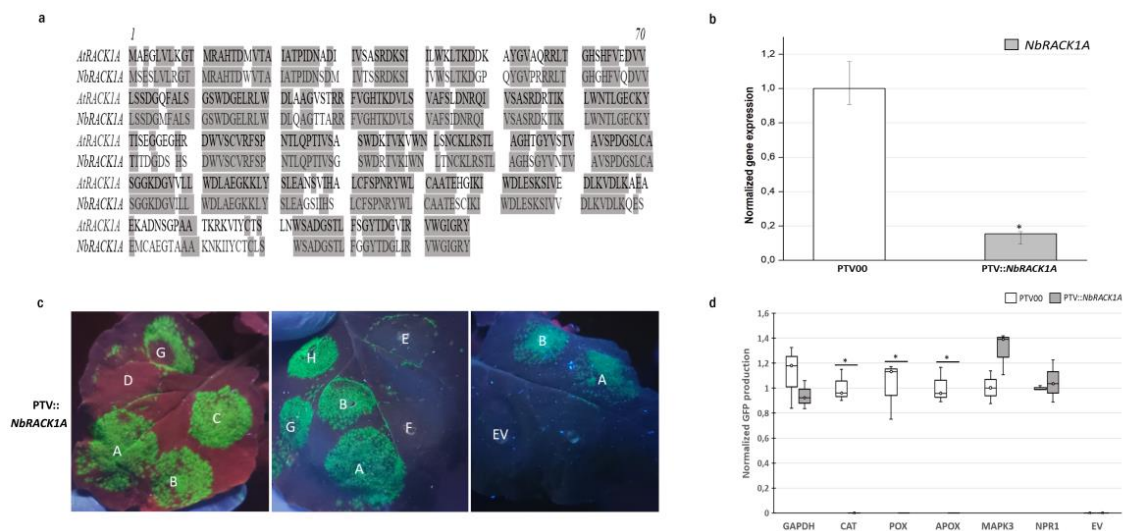 a
1 70
AtRACK1A MAEGLVLKGT MRAHTDMVTA IATPIDNADI IVSASRDKSI ILWKLTKDDK AYGVAQRRLT GHSHFVEDVV
NbRACK1A MSESLVLRGT MRAHTDWVTA IATPIDNSDM IVTSSRDKSI IVWSLTKDGP QYGVPRRRLT GHGHFVQDVV
AtRACK1A LSSDGQFALS GSWDGELRLW DLAAGVSTRR FVGHTKDVLS VAFSLDNRQI VSASRDRTIK LWNTLGECKY
NbRACK1A LSSDGMFALS GSWDGELRLW DLQAGTTARR FVGHTKDVLS VAFSIDNRQI VSASRDKTIK LWNTLGECKY
AtRACK1A TISEGGEGHR DWVSCVRFSP NTLQPTIVSA SWDKTVKVWN LSNCKLRSTL AGHTGYVSTV AVSPDGSLCA
NbRACK1A TITDGDS HS DWVSCVRFSP NTLQPTIVSG SWDRTVKIWN LTNCKLRSTL AGHSGYVNTV AVSPDGSLCA
AtRACK1A SGGKDGVVLL WDLAEGKKLY SLEANSVIHA LCFSPNRYWL CAATEHGIKI WDLESKSIVE DLKVDLKAEA
NbRACK1A SGGKDGVILL WDLAEGKKLY SLEAGSIIHS LCFSPNRYWL CAATESCIKI WDLESKSIVV DLKVDLKQES
AtRACK1A EKADNSGPAA TKRKVIYCTS LNWSADGSTL FSGYTDGVIR VWGIGRY
NbRACK1A EMCAEGTAAA KNKIIYCTCLS WSADGSTL FGGYTDGLIR VWGIGRY
b
NbRACK1A
Normalized gene expression
1,2
1,0
0,8
0,6
0,4
0,2
0,0
*
PTV00 PTV::NbRACK1A
c
PTV::
NbRACK1A
G
D
C
A
B
E
H
B
G
F
A
B
A
EV
d
PTV00 PTV::NbRACK1A
Normalized GFP production
1,6
1,4
1,2
1
0,8
0,6
0,4
0,2
0
* * *
GAPDH CAT POX APOX MAPK3 NPR1 EV